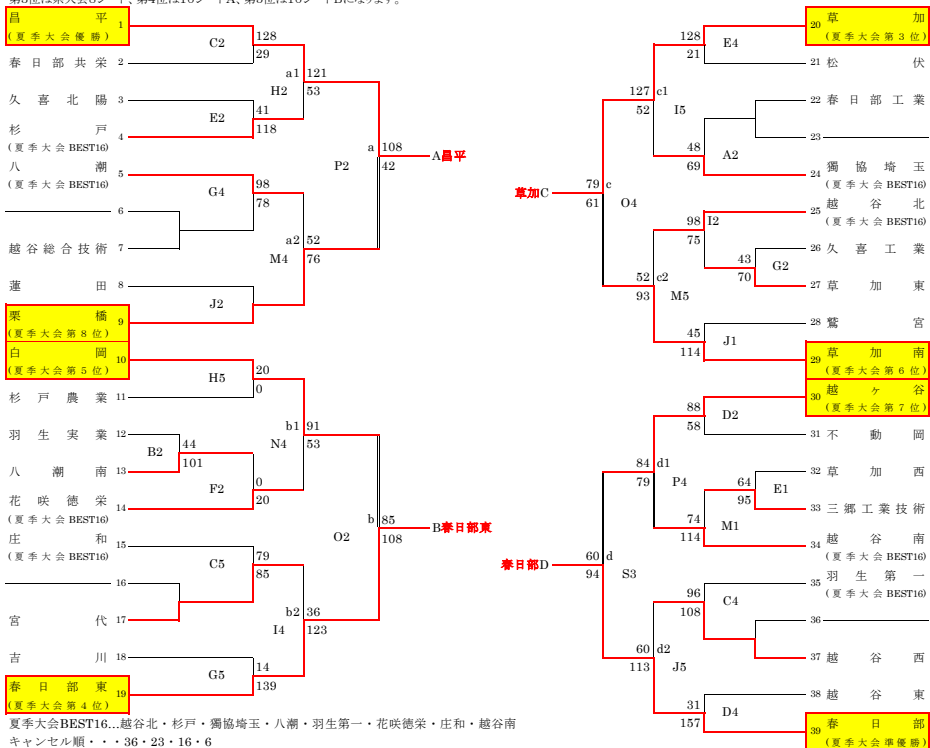 昌平 1
(夏季大会優勝)
春日部共栄 2
C2 128 29
久喜北陽 3
杉戸 4
(夏季大会BEST16)
E2 41 118
a1 121
H2 53
八潮 5
(夏季大会BEST16)
6
越谷総合技術 7
G4 98 78
蓮田 8
栗橋 9
(夏季大会第8位)
J2
a2 52
M4 76
a 108
P2 42
A昌平
白岡 10
(夏季大会第5位)
杉戸農業 11
H5 20 0
羽生実業 12
八潮南 13
B2 44 101
花咲徳栄 14
(夏季大会BEST16)
F2 0 20
b1 91
N4 53
庄和 15
(夏季大会BEST16)
16
宮代 17
C5 79 85
吉川 18
春日部東 19
(夏季大会第4位)
G5 14 139
b2 36
I4 123
b 85
O2 108
B春日部東
20 草加
(夏季大会第3位)
21 松伏
128 21 E4
22 春日部工業
23
24 獨協埼玉
(夏季大会BEST16)
48 69 A2
127 c1
52 I5
25 越谷北
(夏季大会BEST16)
26 久喜工業
27 草加東
43 70 G2
98 75 I2
28 鷲宮
29 草加南
(夏季大会第6位)
45 114 J1
52 c2
93 M5
79 c
61 O4
草加C
30 越ヶ谷
(夏季大会第7位)
31 不動岡
88 58 D2
32 草加西
33 三郷工業技術
64 95 E1
34 越谷南
(夏季大会BEST16)
74 114 M1
84 d1
79 P4
35 羽生第一
(夏季大会BEST16)
36
37 越谷西
96 108 C4
38 越谷東
39 春日部
(夏季大会準優勝)
31 157 D4
60 d2
113 J5
60 d
94 S3
春日部D
夏季大会BEST16…越谷北・杉戸・獨協埼玉・八潮・羽生第一・花咲徳栄・庄和・越谷南
キャンセル順・・・36・23・16・6